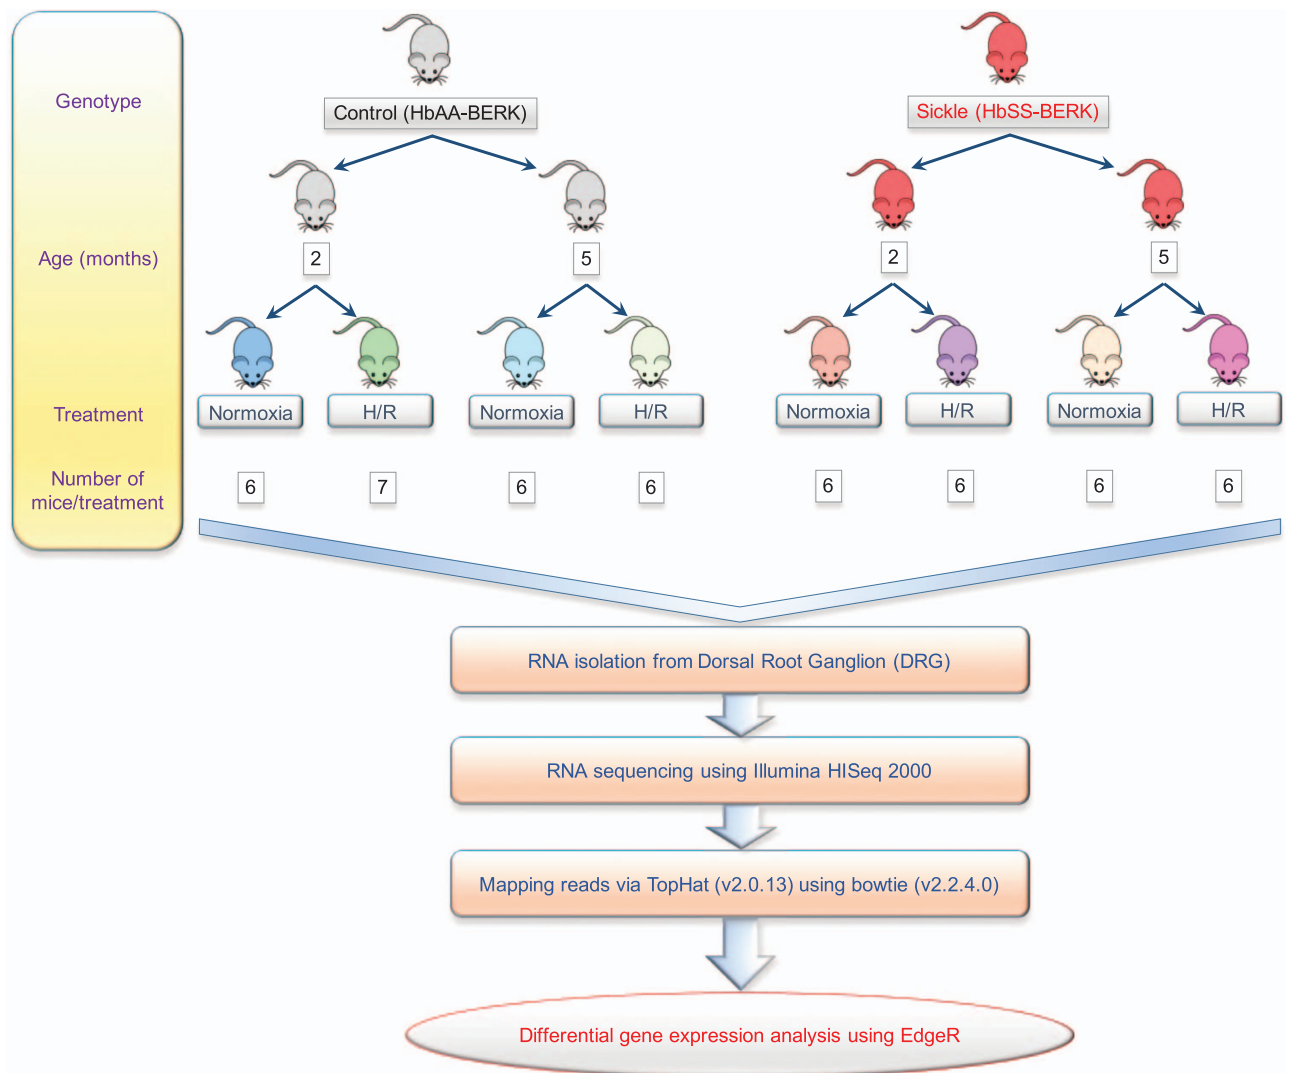 Genotype
Control (HbAA-BERK)
Sickle (HbSS-BERK)
Age (months)
2
5
2
5
Treatment
Normoxia
H/R
Normoxia
H/R
Normoxia
H/R
Normoxia
H/R
Number of
mice/treatment
6
7
6
6
6
6
6
6
RNA isolation from Dorsal Root Ganglion (DRG)
RNA sequencing using Illumina HISeq 2000
Mapping reads via TopHat (v2.0.13) using bowtie (v2.2.4.0)
Differential gene expression analysis using EdgeR